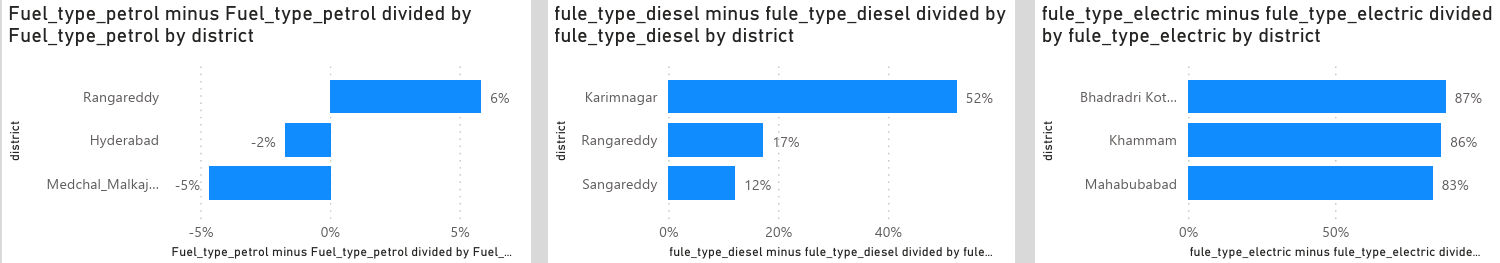 Fuel_type_petrol minus Fuel_type_petrol divided by
Fuel_type_petrol by district
district
Rangareddy
6%
Hyderabad
-2%
Medchal_Malkaj...
-5%
-5%
0%
5%
Fuel_type_petrol minus Fuel_type_petrol divided by Fuel_...
fule_type_diesel minus fule_type_diesel divided by
fule_type_diesel by district
district
Karimnagar
52%
Rangareddy
17%
Sangareddy
12%
0%
20%
40%
fule_type_diesel minus fule_type_diesel divided by fule...
fule_type_electric minus fule_type_electric divided
by fule_type_electric by district
district
Bhadradri Kot...
87%
Khammam
86%
Mahabubabad
83%
0%
50%
fule_type_electric minus fule_type_electric divide...